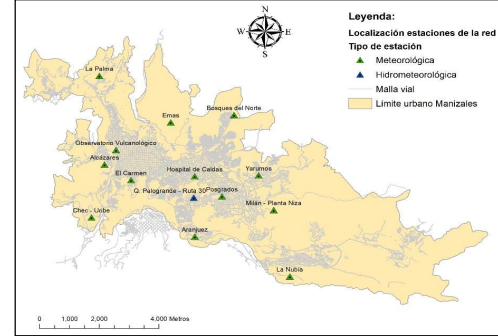 N
W E
S
Leyenda:
Localización estaciones de la red
Tipo de estación
Meteorológica
Hidrometeorológica
Malla vial
Límite urbano Manizales
La Palma
Emas
Bosques del Norte
Observatorio Vulcanológico
Alcázares
El Carmen
Hospital de Caldas
Yarumos
Q. Palogrande - Ruta 30
Posgrados
Milán - Planta Niza
Chec - Uribe
Aranjuez
La Nubia
0 1,000 2,000 4,000 Metros